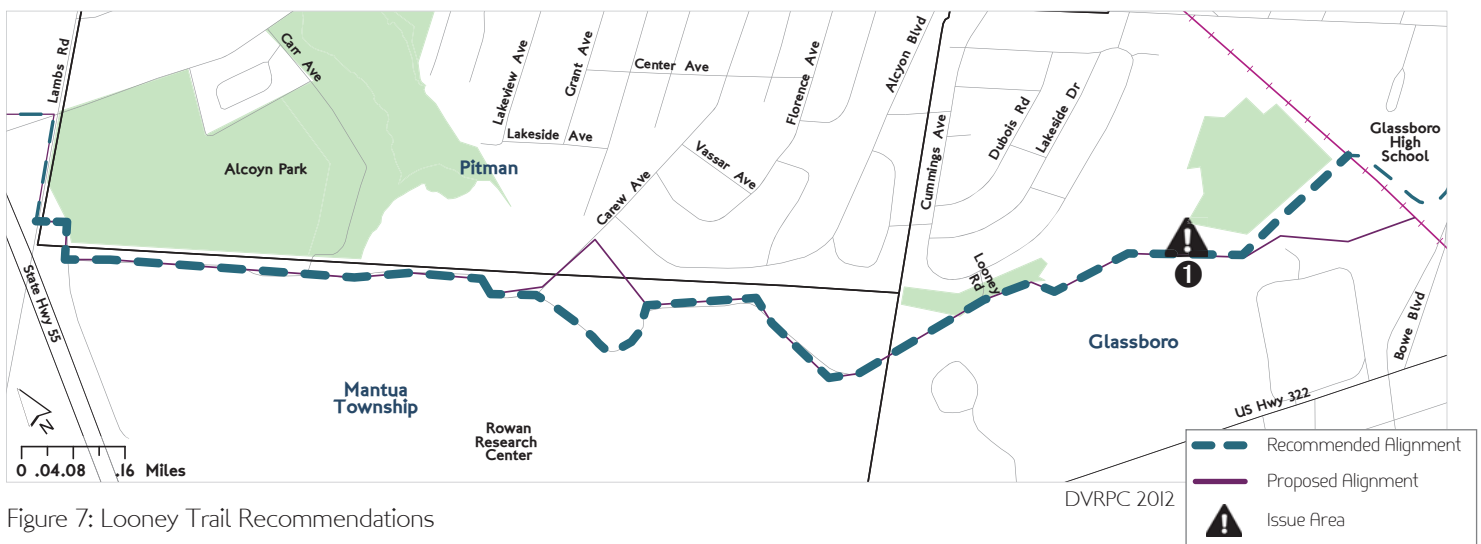 Lambs Rd
Carr Ave
Lakeview Ave
Grant Ave
Center Ave
Florence Ave
Alcyon Blvd
Lakeside Ave
Vassar Ave
Carew Ave
Cummings Ave
Dubois Rd
Lakeside Dr
Glassboro
High
School
Alcoyn Park
Pitman
Looney
Rd
1
State Hwy 55
Glassboro
Bowe Blvd
Mantua
Township
US Hwy 322
Rowan
Research
Center
N
0 .04.08 .16 Miles
! Recommended Alignment
Proposed Alignment
! Issue Area
DVRPC 2012
Figure 7: Looney Trail Recommendations